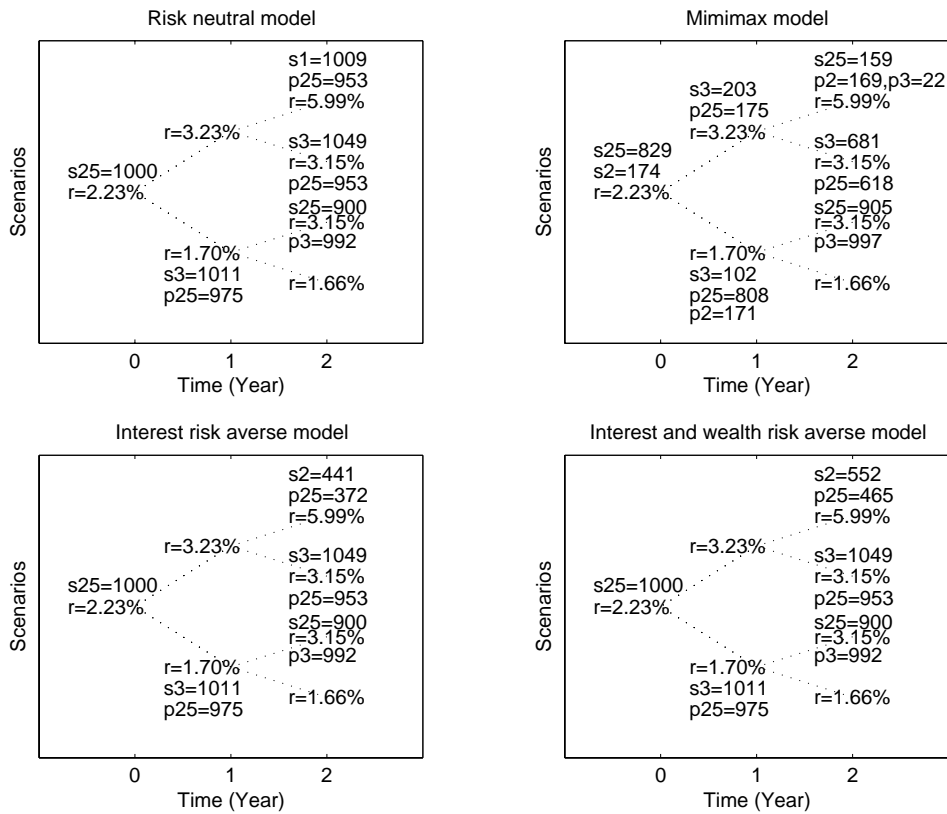 Risk neutral model
s1=1009
p25=953
r=5.99%
r=3.23%
s3=1049
r=3.15%
p25=953
s25=1000
r=2.23%
s25=900
r=3.15%
p3=992
r=1.70%
s3=1011
p25=975
r=1.66%
Scenarios
0 1 2
Time (Year)
Mimimax model
s25=159
p2=169,p3=22
r=5.99%
s3=203
p25=175
r=3.23%
s3=681
r=3.15%
p25=618
s25=829
s2=174
r=2.23%
s25=905
r=3.15%
p3=997
r=1.70%
s3=102
p25=808
p2=171
r=1.66%
Scenarios
0 1 2
Time (Year)
Interest risk averse model
s2=441
p25=372
r=5.99%
r=3.23%
s3=1049
r=3.15%
p25=953
s25=1000
r=2.23%
s25=900
r=3.15%
p3=992
r=1.70%
s3=1011
p25=975
r=1.66%
Scenarios
0 1 2
Time (Year)
Interest and wealth risk averse model
s2=552
p25=465
r=5.99%
r=3.23%
s3=1049
r=3.15%
p25=953
s25=1000
r=2.23%
s25=900
r=3.15%
p3=992
r=1.70%
s3=1011
p25=975
r=1.66%
Scenarios
0 1 2
Time (Year)